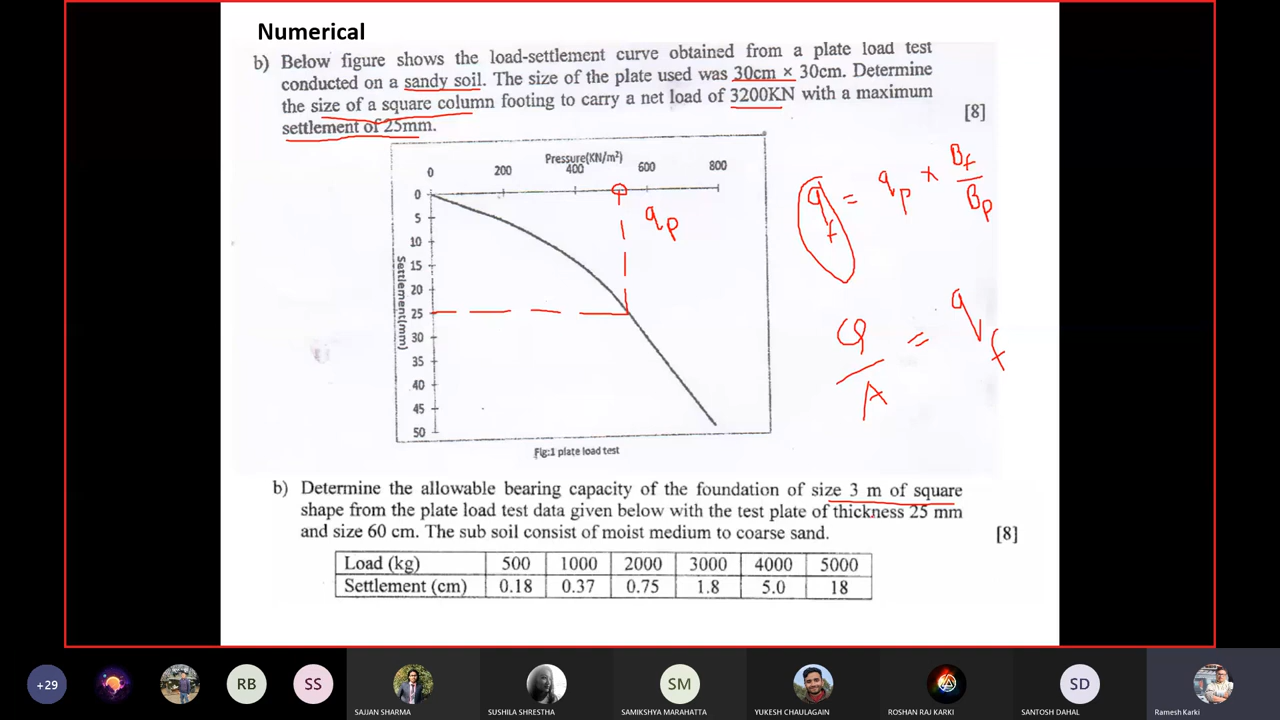 Numerical
b) Below figure shows the load-settlement curve obtained from a plate load test
conducted on a sandy soil. The size of the plate used was 30cm × 30cm. Determine
the size of a square column footing to carry a net load of 3200KN with a maximum
settlement of 25mm.
[8]
Pressure(KN/m²)
0 200 400 600 800
0
5
10
15
20
25
30
35
40
45
50
Settlement(mm)
qp
qf = qp × Bf/Bp
Q/A = qf
Fig:1 plate load test
b) Determine the allowable bearing capacity of the foundation of size 3 m of square
shape from the plate load test data given below with the test plate of thickness 25 mm
and size 60 cm. The sub soil consist of moist medium to coarse sand.
[8]
Load (kg) 500 1000 2000 3000 4000 5000
Settlement (cm) 0.18 0.37 0.75 1.8 5.0 18
+29 RB SS SM SD
SAJJAN SHARMA SUSHILA SHRESTHA SAMIKSHYA MARAHATTA YUKESH CHAULAGAIN ROSHAN RAJ KARKI SANTOSH DAHAL Ramesh Karki